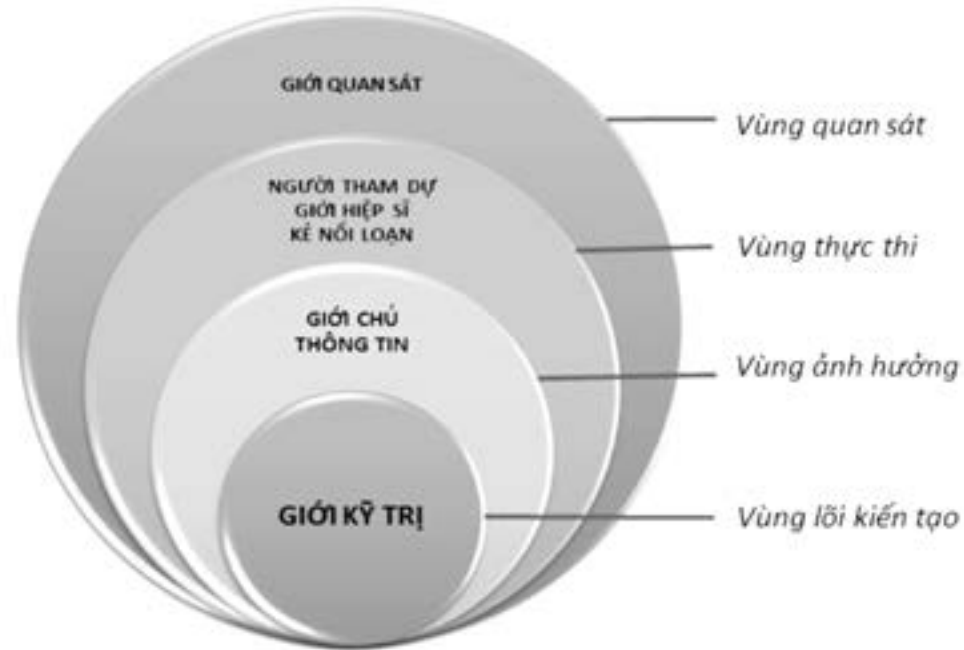 GIỚI QUAN SÁT
Vùng quan sát
NGƯỜI THAM DỰ
GIỚI HIỆP SĨ
KẺ NỔI LOẠN
Vùng thực thi
GIỚI CHỦ
THÔNG TIN
Vùng ảnh hưởng
GIỚI KỸ TRỊ
Vùng lõi kiến tạo